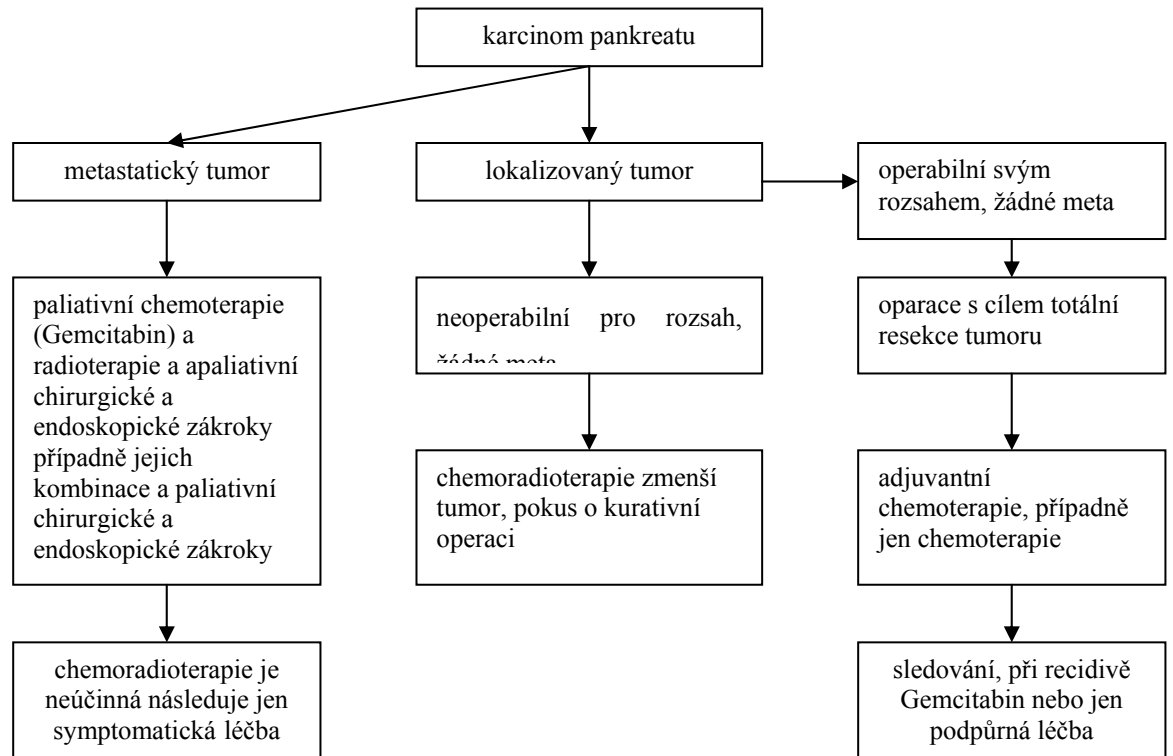 karcinom pankreatu
metastatický tumor
lokalizovaný tumor
operabilní svým
rozsahem, žádné meta
paliativní chemoterapie
(Gemcitabin) a
radioterapie a apaliativní
chirurgické a
endoskopické zákroky
případně jejich
kombinace a paliativní
chirurgické a
endoskopické zákroky
neoperabilní pro rozsah,
žádné meta
oparace s cílem totální
resekce tumoru
chemoradioterapie zmenší
tumor, pokus o kurativní
operaci
adjuvantní
chemoterapie, případně
jen chemoterapie
chemoradioterapie je
neúčinná následuje jen
symptomatická léčba
sledování, při recidivě
Gemcitabin nebo jen
podpůrná léčba